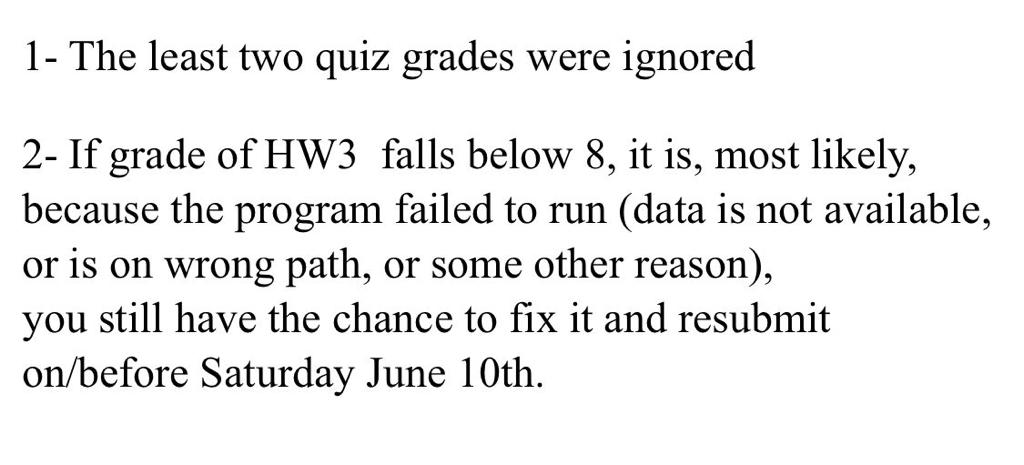 1- The least two quiz grades were ignored
2- If grade of HW3  falls below 8, it is, most likely,
because the program failed to run (data is not available,
or is on wrong path, or some other reason),
you still have the chance to fix it and resubmit
on/before Saturday June 10th.